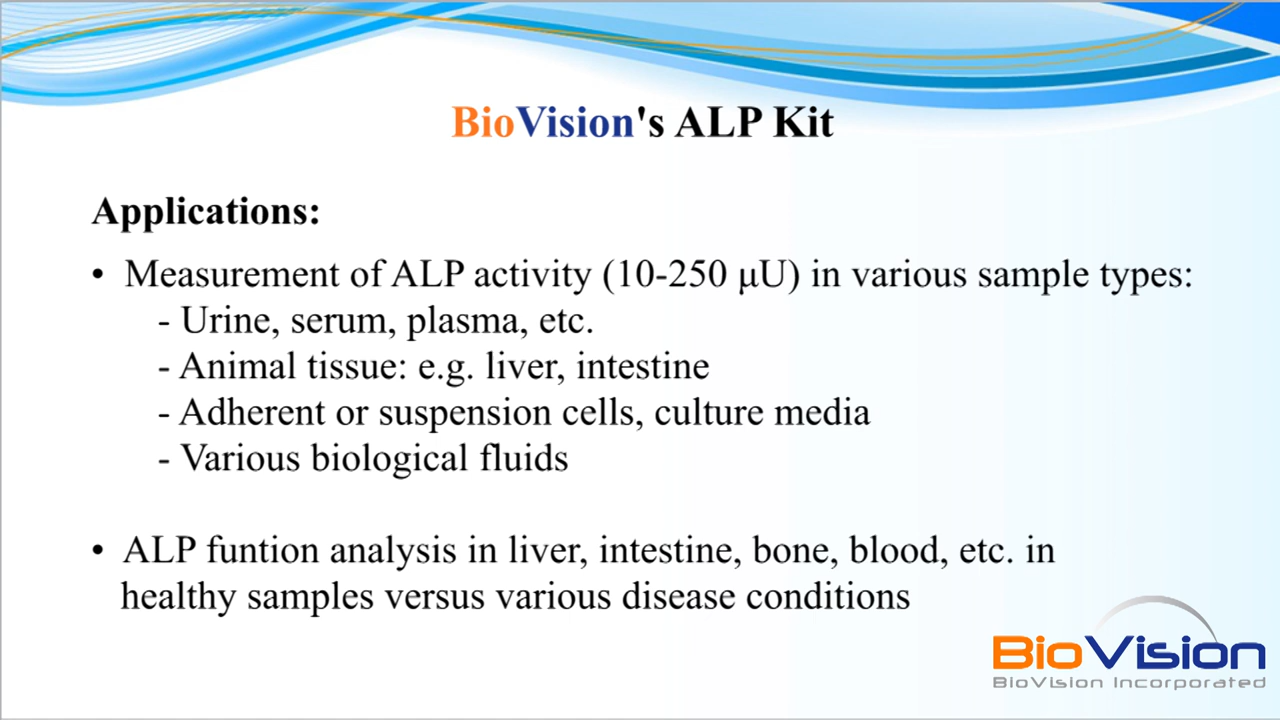 BioVision's ALP Kit
Applications:
• Measurement of ALP activity (10-250 μU) in various sample types:
- Urine, serum, plasma, etc.
- Animal tissue: e.g. liver, intestine
- Adherent or suspension cells, culture media
- Various biological fluids
• ALP funtion analysis in liver, intestine, bone, blood, etc. in
healthy samples versus various disease conditions
BioVision
BioVision Incorporated